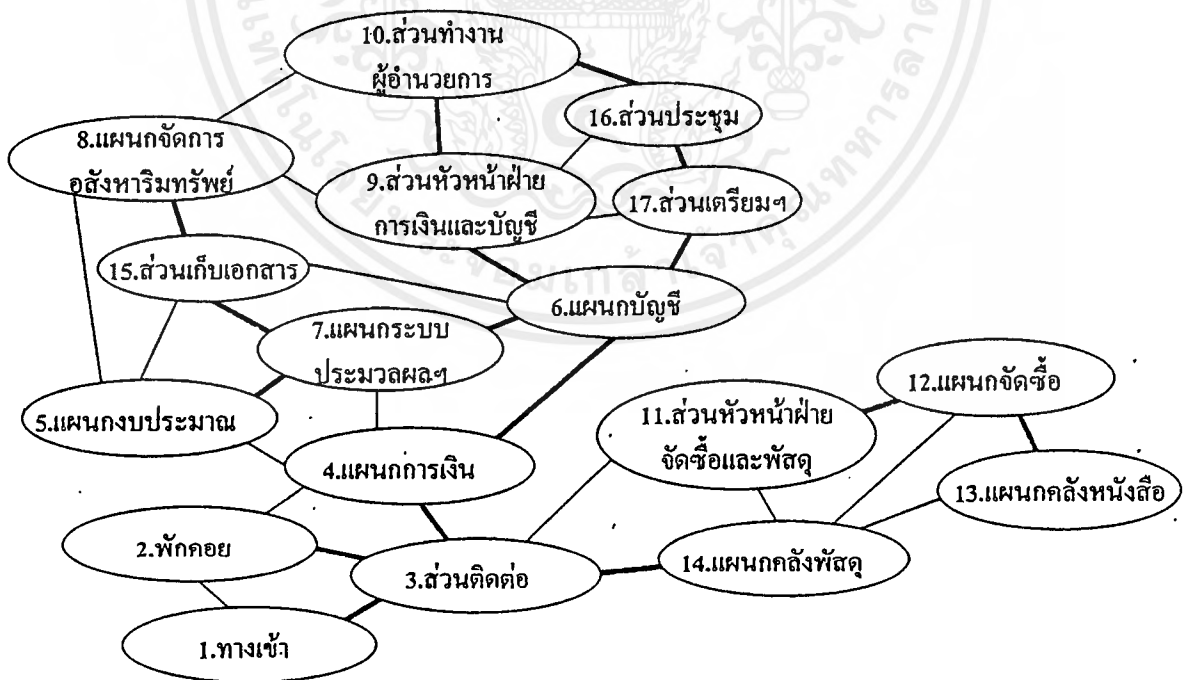 10.ส่วนทำงาน
ผู้อำนวยการ
16.ส่วนประชุม
8.แผนกจัดการ
อสังหาริมทรัพย์
9.ส่วนหัวหน้าฝ่าย
การเงินและบัญชี
17.ส่วนเตรียมฯ
15.ส่วนเก็บเอกสาร
6.แผนกบัญชี
7.แผนกระบบ
ประมวลผลฯ
12.แผนกจัดซื้อ
5.แผนกงบประมาณ
11.ส่วนหัวหน้าฝ่าย
จัดซื้อและพัสดุ
4.แผนกการเงิน
13.แผนกคลังหนังสือ
2.พักคอย
14.แผนกคลังพัสดุ
3.ส่วนติดต่อ
1.ทางเข้า